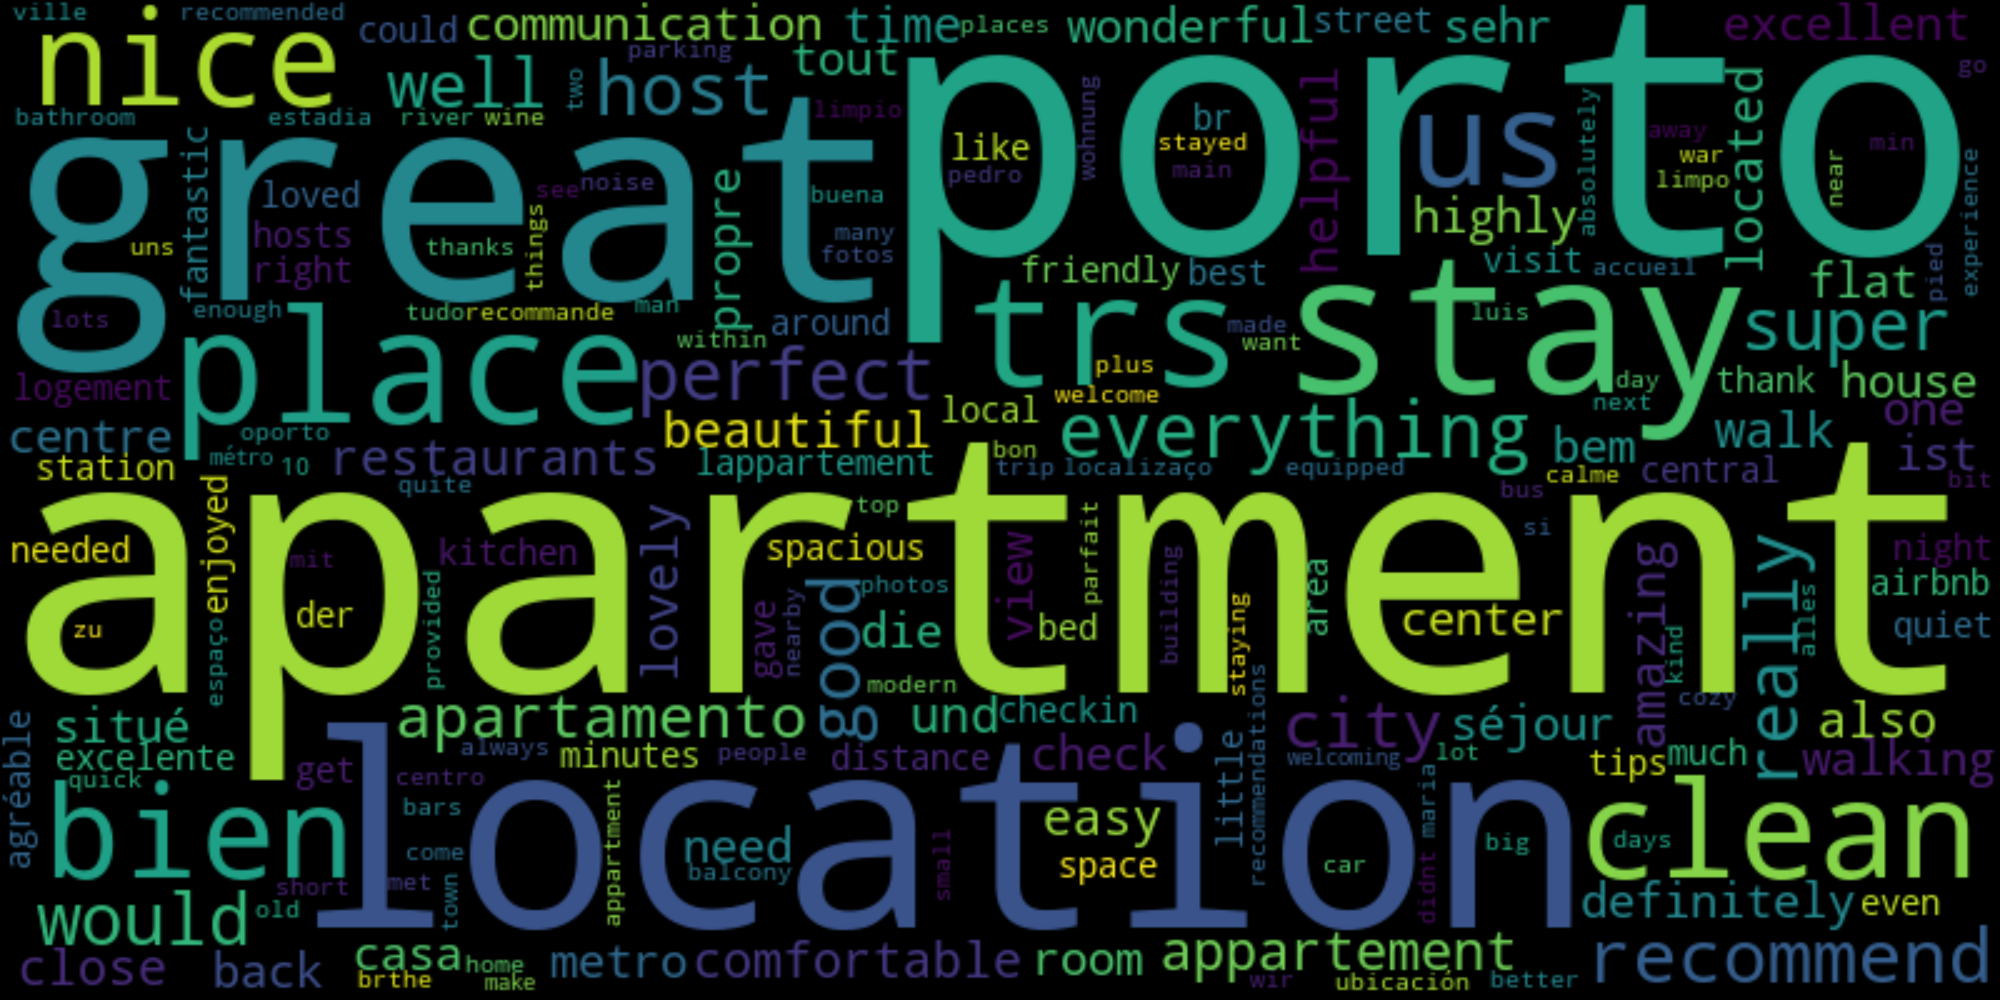 ville recommended could communication time places wonderful street sehr excellent
nice parking tout go
well two host porto
bathroom estadia river wine limpio like br stayed helpful us absolutely located away min
great fantastic loved see noise propre buena pedro wohnung main war limpo near experience
uns hosts thanks things many highly
right fotos friendly best visit accueil flat pied
lots enough tudo recommande man around trs made stay luis super
place within want
logement perfect plus welcome day thank house
centre oporto beautiful local everything next bem walk one
station métro 10 restaurants lappartement bon trip localizaço equipped calme central ist
quite bus bit
apartment enjoyed top parfait si
needed mit kitchen lovely spacious view building area amazing really night
zu espaço der provided gave nearby good photos die bed staying center kind alles airbnb quiet
modern cozy
situé apartamento und checkin recommendations city séjour also
agréable excelente always minutes people distance check little welcoming lot tips much walking
quick get centro location
bien bars appartment need easy maria clean
come balcony small space car big days
short met town didnt
would old definitely even
close back casa home metro comfortable room appartement recommend
brthe make wir ubicación better